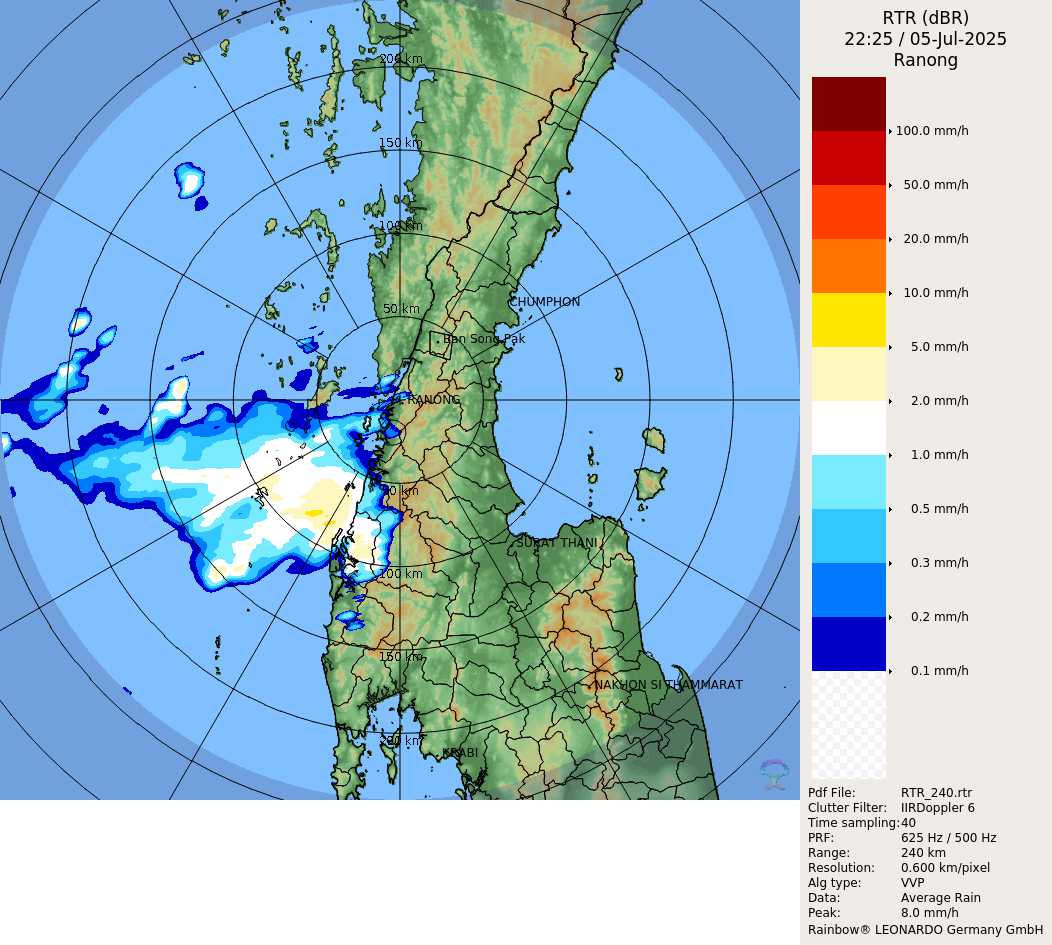 RTR (dBR)
22:25 / 05-Jul-2025
Ranong
100.0 mm/h
50.0 mm/h
20.0 mm/h
10.0 mm/h
5.0 mm/h
2.0 mm/h
1.0 mm/h
0.5 mm/h
0.3 mm/h
0.2 mm/h
0.1 mm/h
200 km
150 km
100 km
CHUMPHON
50 km
Ban Song Pak
RANONG
50 km
SURAT THANI
100 km
150 km
NAKHON SI THAMMARAT
200 km
KRABI
Pdf File: RTR_240.rtr
Clutter Filter: IIRDoppler 6
Time sampling: 40
PRF: 625 Hz / 500 Hz
Range: 240 km
Resolution: 0.600 km/pixel
Alg type: VVP
Data: Average Rain
Peak: 8.0 mm/h
Rainbow® LEONARDO Germany GmbH